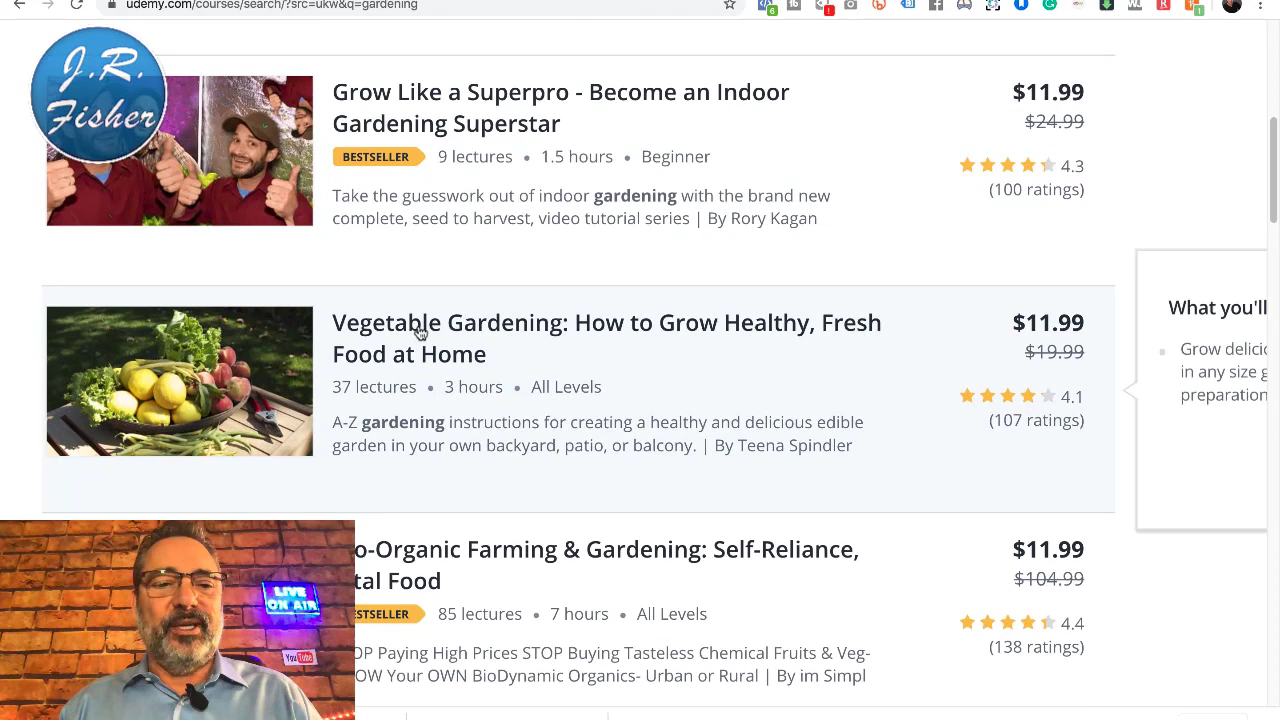 udemy.com/courses/search/?src=ukw&q=gardening
J.R.
Fisher
Grow Like a Superpro - Become an Indoor
Gardening Superstar
BESTSELLER 9 lectures • 1.5 hours • Beginner
Take the guesswork out of indoor gardening with the brand new
complete, seed to harvest, video tutorial series | By Rory Kagan
$11.99
$24.99
4.3
(100 ratings)
Vegetable Gardening: How to Grow Healthy, Fresh
Food at Home
37 lectures • 3 hours • All Levels
A-Z gardening instructions for creating a healthy and delicious edible
garden in your own backyard, patio, or balcony. | By Teena Spindler
$11.99
$19.99
4.1
(107 ratings)
What you'll
Grow delic
in any size g
preparation
o-Organic Farming & Gardening: Self-Reliance,
tal Food
ESTSELLER 85 lectures • 7 hours • All Levels
OP Paying High Prices STOP Buying Tasteless Chemical Fruits & Veg-
OW Your OWN BioDynamic Organics- Urban or Rural | By im Simpl
$11.99
$104.99
4.4
(138 ratings)
LIVE
ON AIR
YouTube